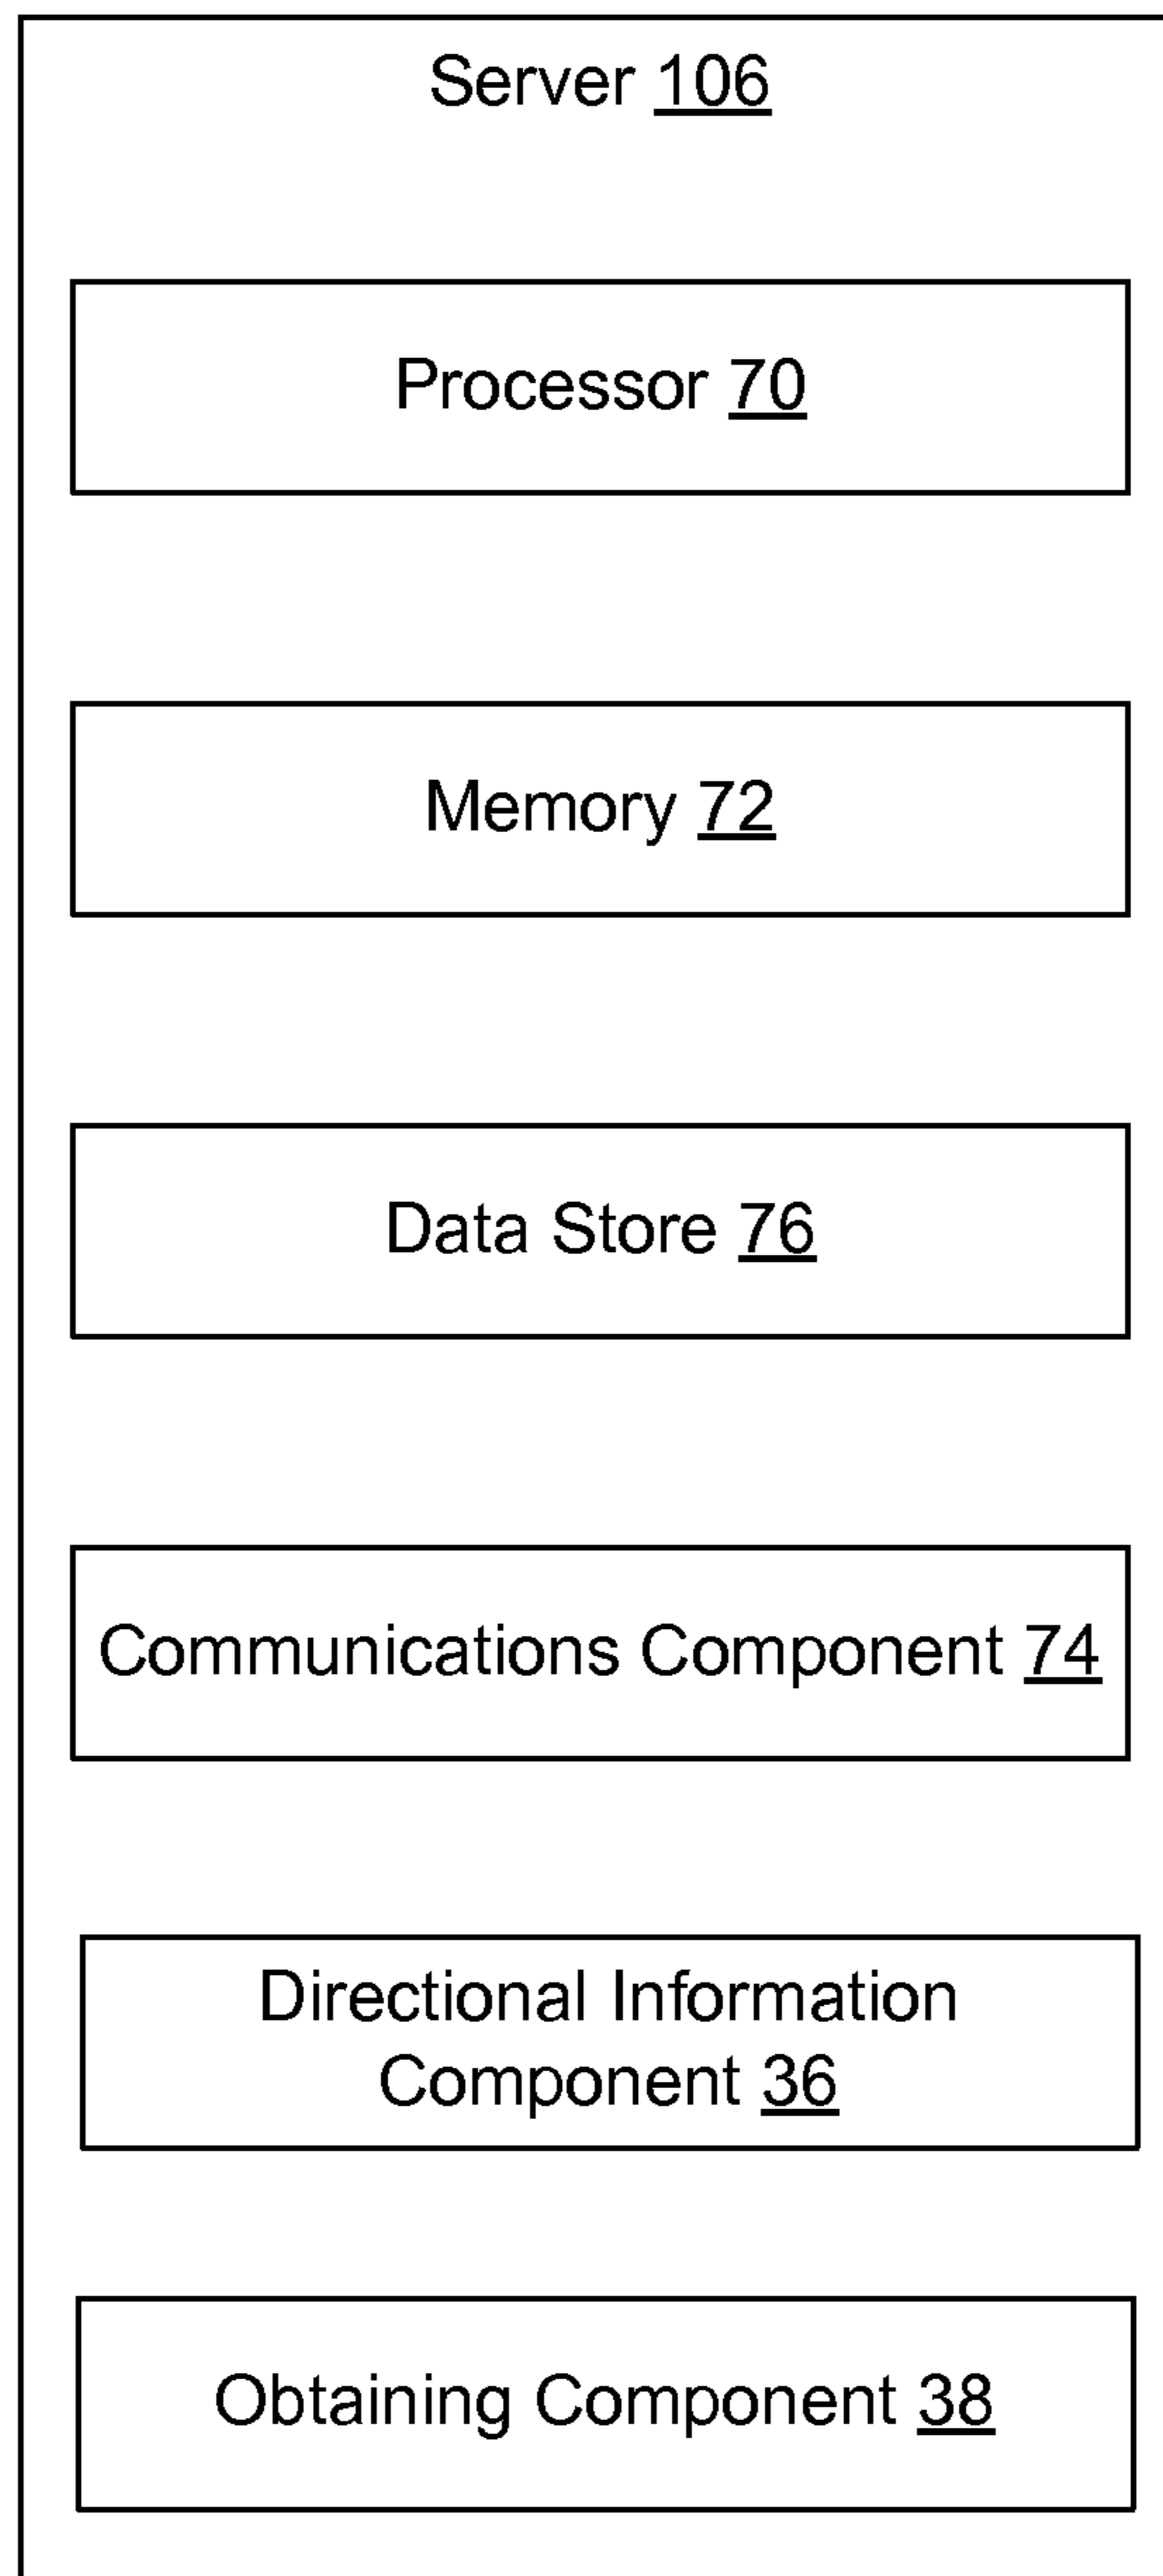 Server 106
Processor 70
Memory 72
Data Store 76
Communications Component 74
Directional Information
Component 36
Obtaining Component 38